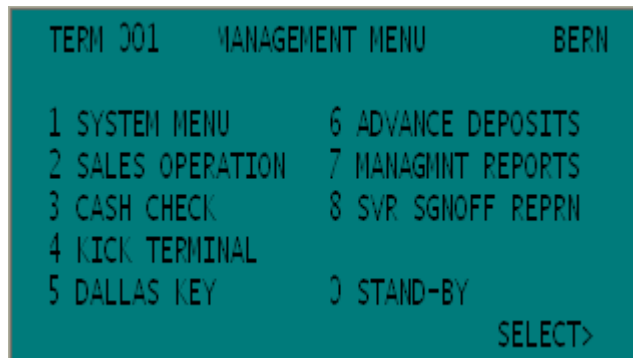 TERM 001 MANAGEMENT MENU BERN
1 SYSTEM MENU 6 ADVANCE DEPOSITS
2 SALES OPERATION 7 MANAGMNT REPORTS
3 CASH CHECK 8 SVR SGNOFF REPRN
4 KICK TERMINAL
5 DALLAS KEY 0 STAND-BY
SELECT>